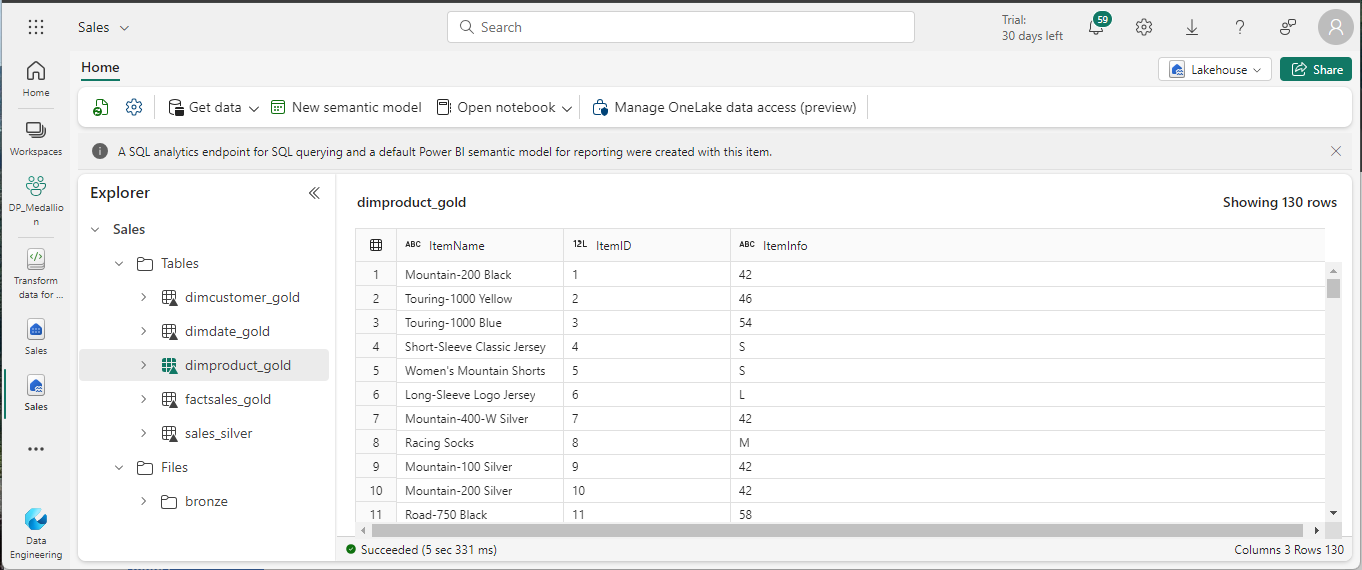 Sales
Search
Trial:
30 days left
59
Home
Workspaces
DP_Medallio
n
Transform
data for ...
Sales
Sales
Data
Engineering
Home
Lakehouse
Share
Get data
New semantic model
Open notebook
Manage OneLake data access (preview)
A SQL analytics endpoint for SQL querying and a default Power BI semantic model for reporting were created with this item.
Explorer
Sales
Tables
dimcustomer_gold
dimdate_gold
dimproduct_gold
factsales_gold
sales_silver
Files
bronze
dimproduct_gold
Showing 130 rows
ABC ItemName 12L ItemID ABC ItemInfo
1 Mountain-200 Black 1 42
2 Touring-1000 Yellow 2 46
3 Touring-1000 Blue 3 54
4 Short-Sleeve Classic Jersey 4 S
5 Women's Mountain Shorts 5 S
6 Long-Sleeve Logo Jersey 6 L
7 Mountain-400-W Silver 7 42
8 Racing Socks 8 M
9 Mountain-100 Silver 9 42
10 Mountain-200 Silver 10 42
11 Road-750 Black 11 58
Succeeded (5 sec 331 ms)
Columns 3 Rows 130